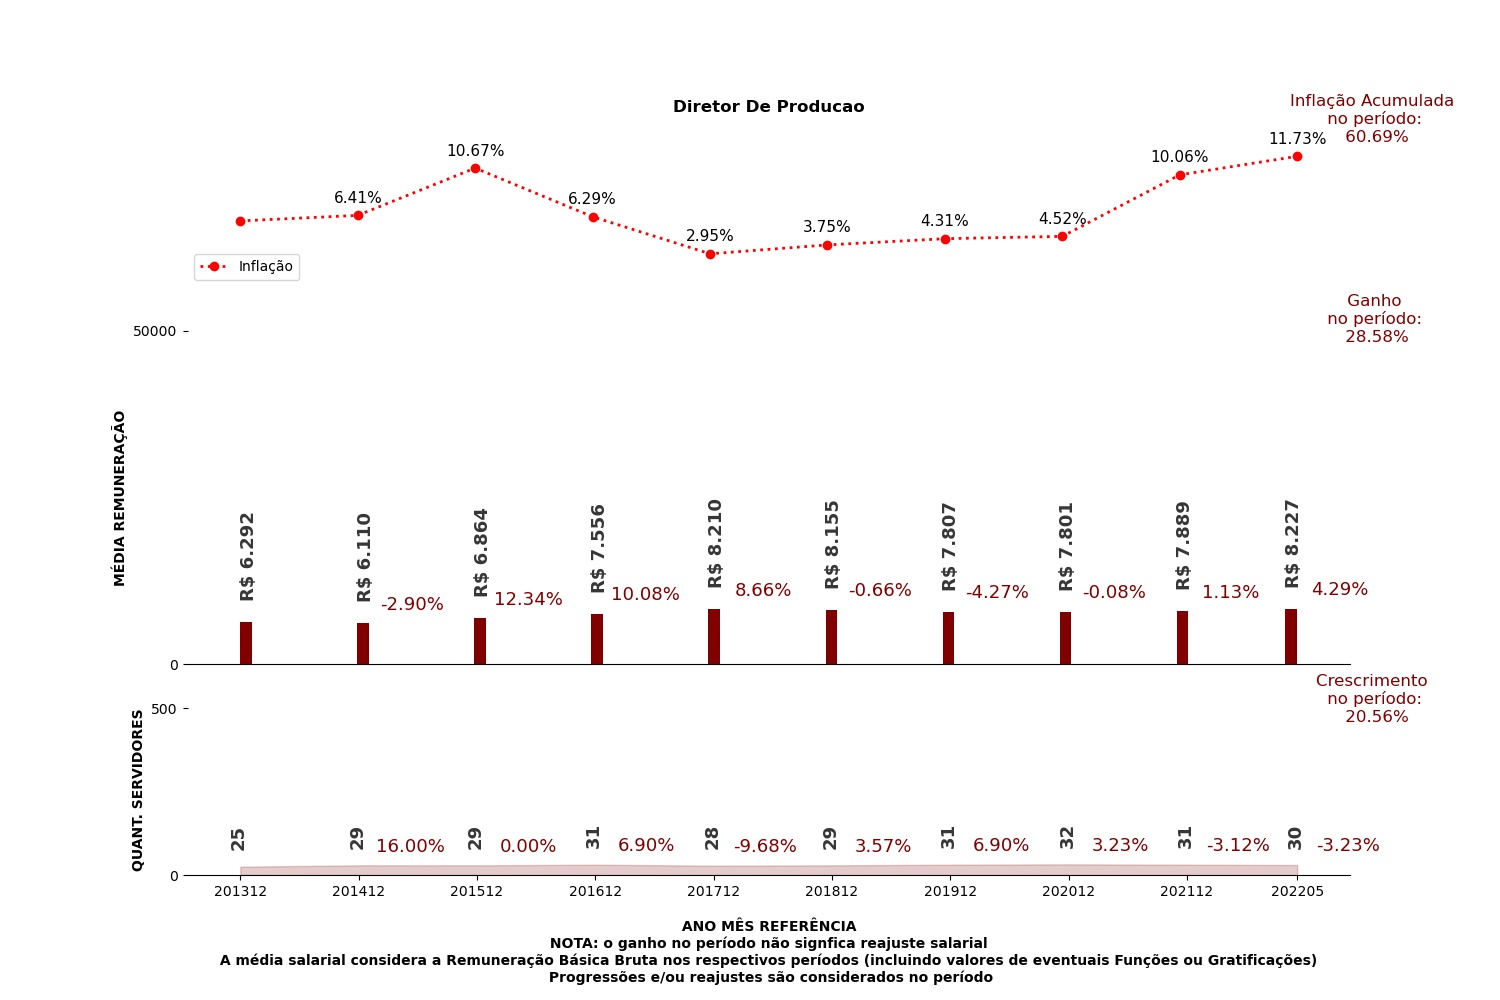 Diretor De Producao
Inflação Acumulada
no período:
60.69%
6.41%
10.67%
6.29%
2.95%
3.75%
4.31%
4.52%
10.06%
11.73%
Inflação
Ganho
no período:
28.58%
50000
0
MÉDIA REMUNERAÇÃO
R$ 6.292
R$ 6.110
R$ 6.864
R$ 7.556
R$ 8.210
R$ 8.155
R$ 7.807
R$ 7.801
R$ 7.889
R$ 8.227
-2.90%
12.34%
10.08%
8.66%
-0.66%
-4.27%
-0.08%
1.13%
4.29%
Crescrimento
no período:
20.56%
500
0
QUANT. SERVIDORES
25
29
29
31
28
29
31
32
31
30
16.00%
0.00%
6.90%
-9.68%
3.57%
6.90%
3.23%
-3.12%
-3.23%
201312
201412
201512
201612
201712
201812
201912
202012
202112
202205
ANO MÊS REFERÊNCIA
NOTA: o ganho no período não signfica reajuste salarial
A média salarial considera a Remuneração Básica Bruta nos respectivos períodos (incluindo valores de eventuais Funções ou Gratificações)
Progressões e/ou reajustes são considerados no período